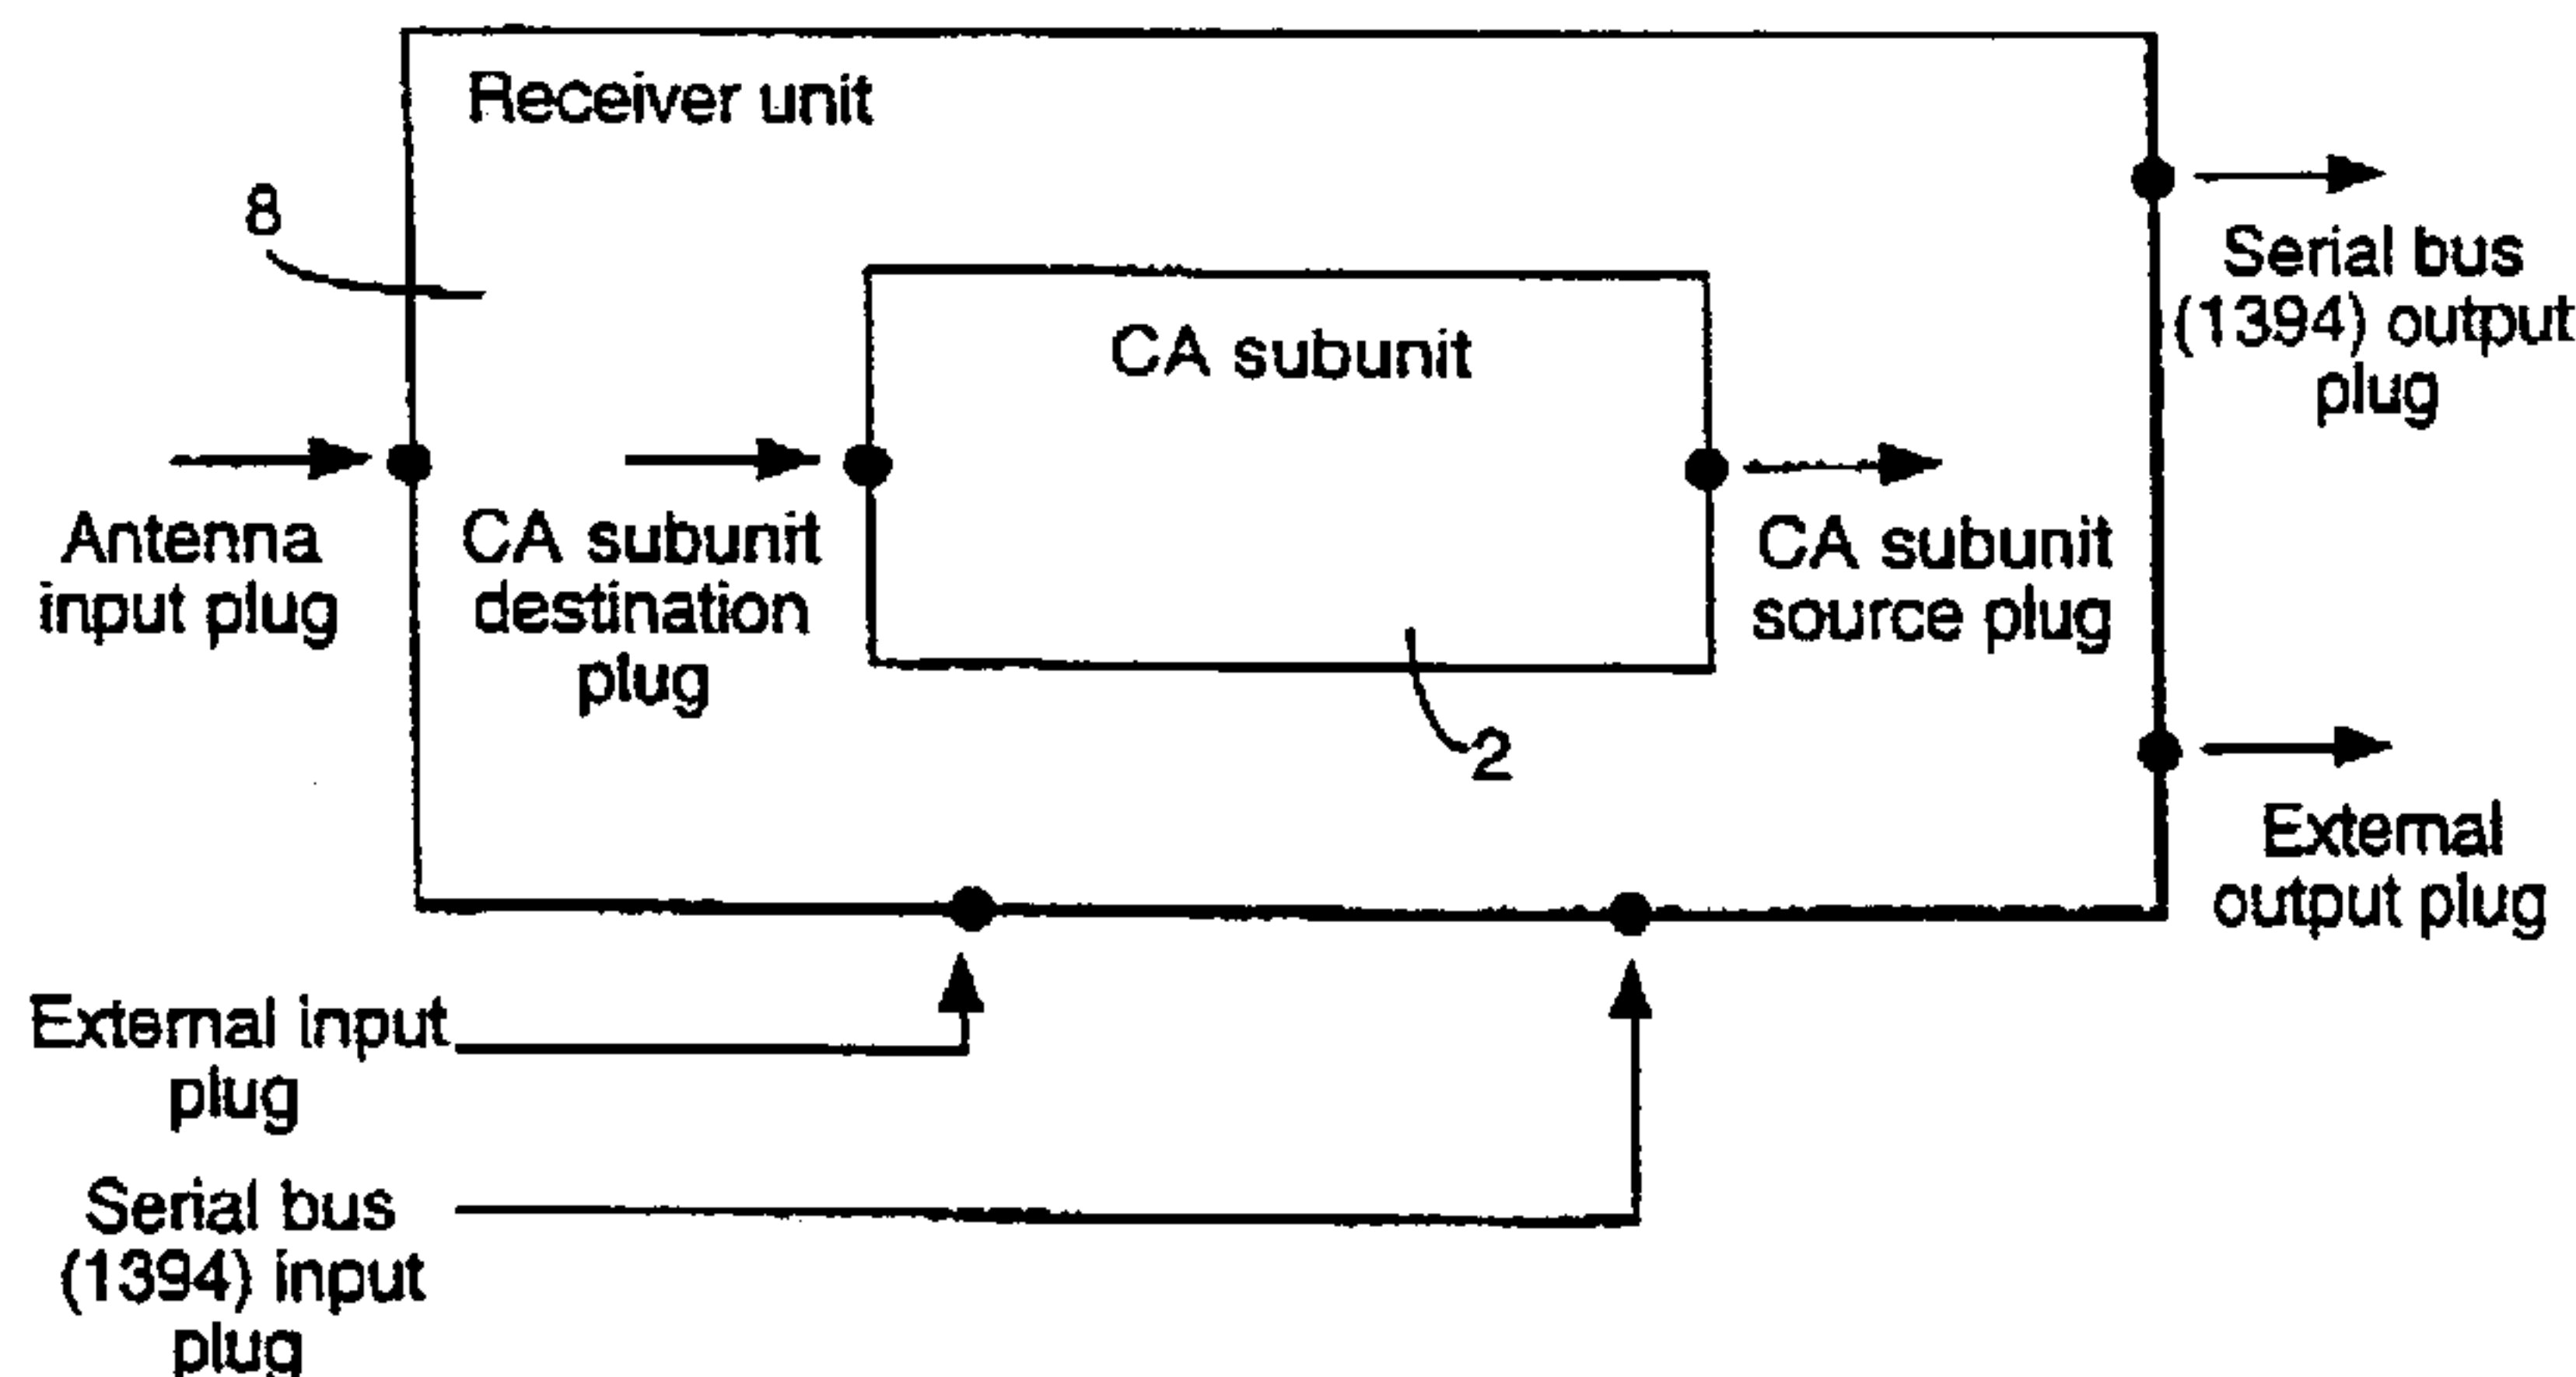 Receiver unit
8
CA subunit
Serial bus
(1394) output
plug
Antenna
input plug
CA subunit
destination
plug
CA subunit
source plug
2
External
output plug
External input
plug
Serial bus
(1394) input
plug